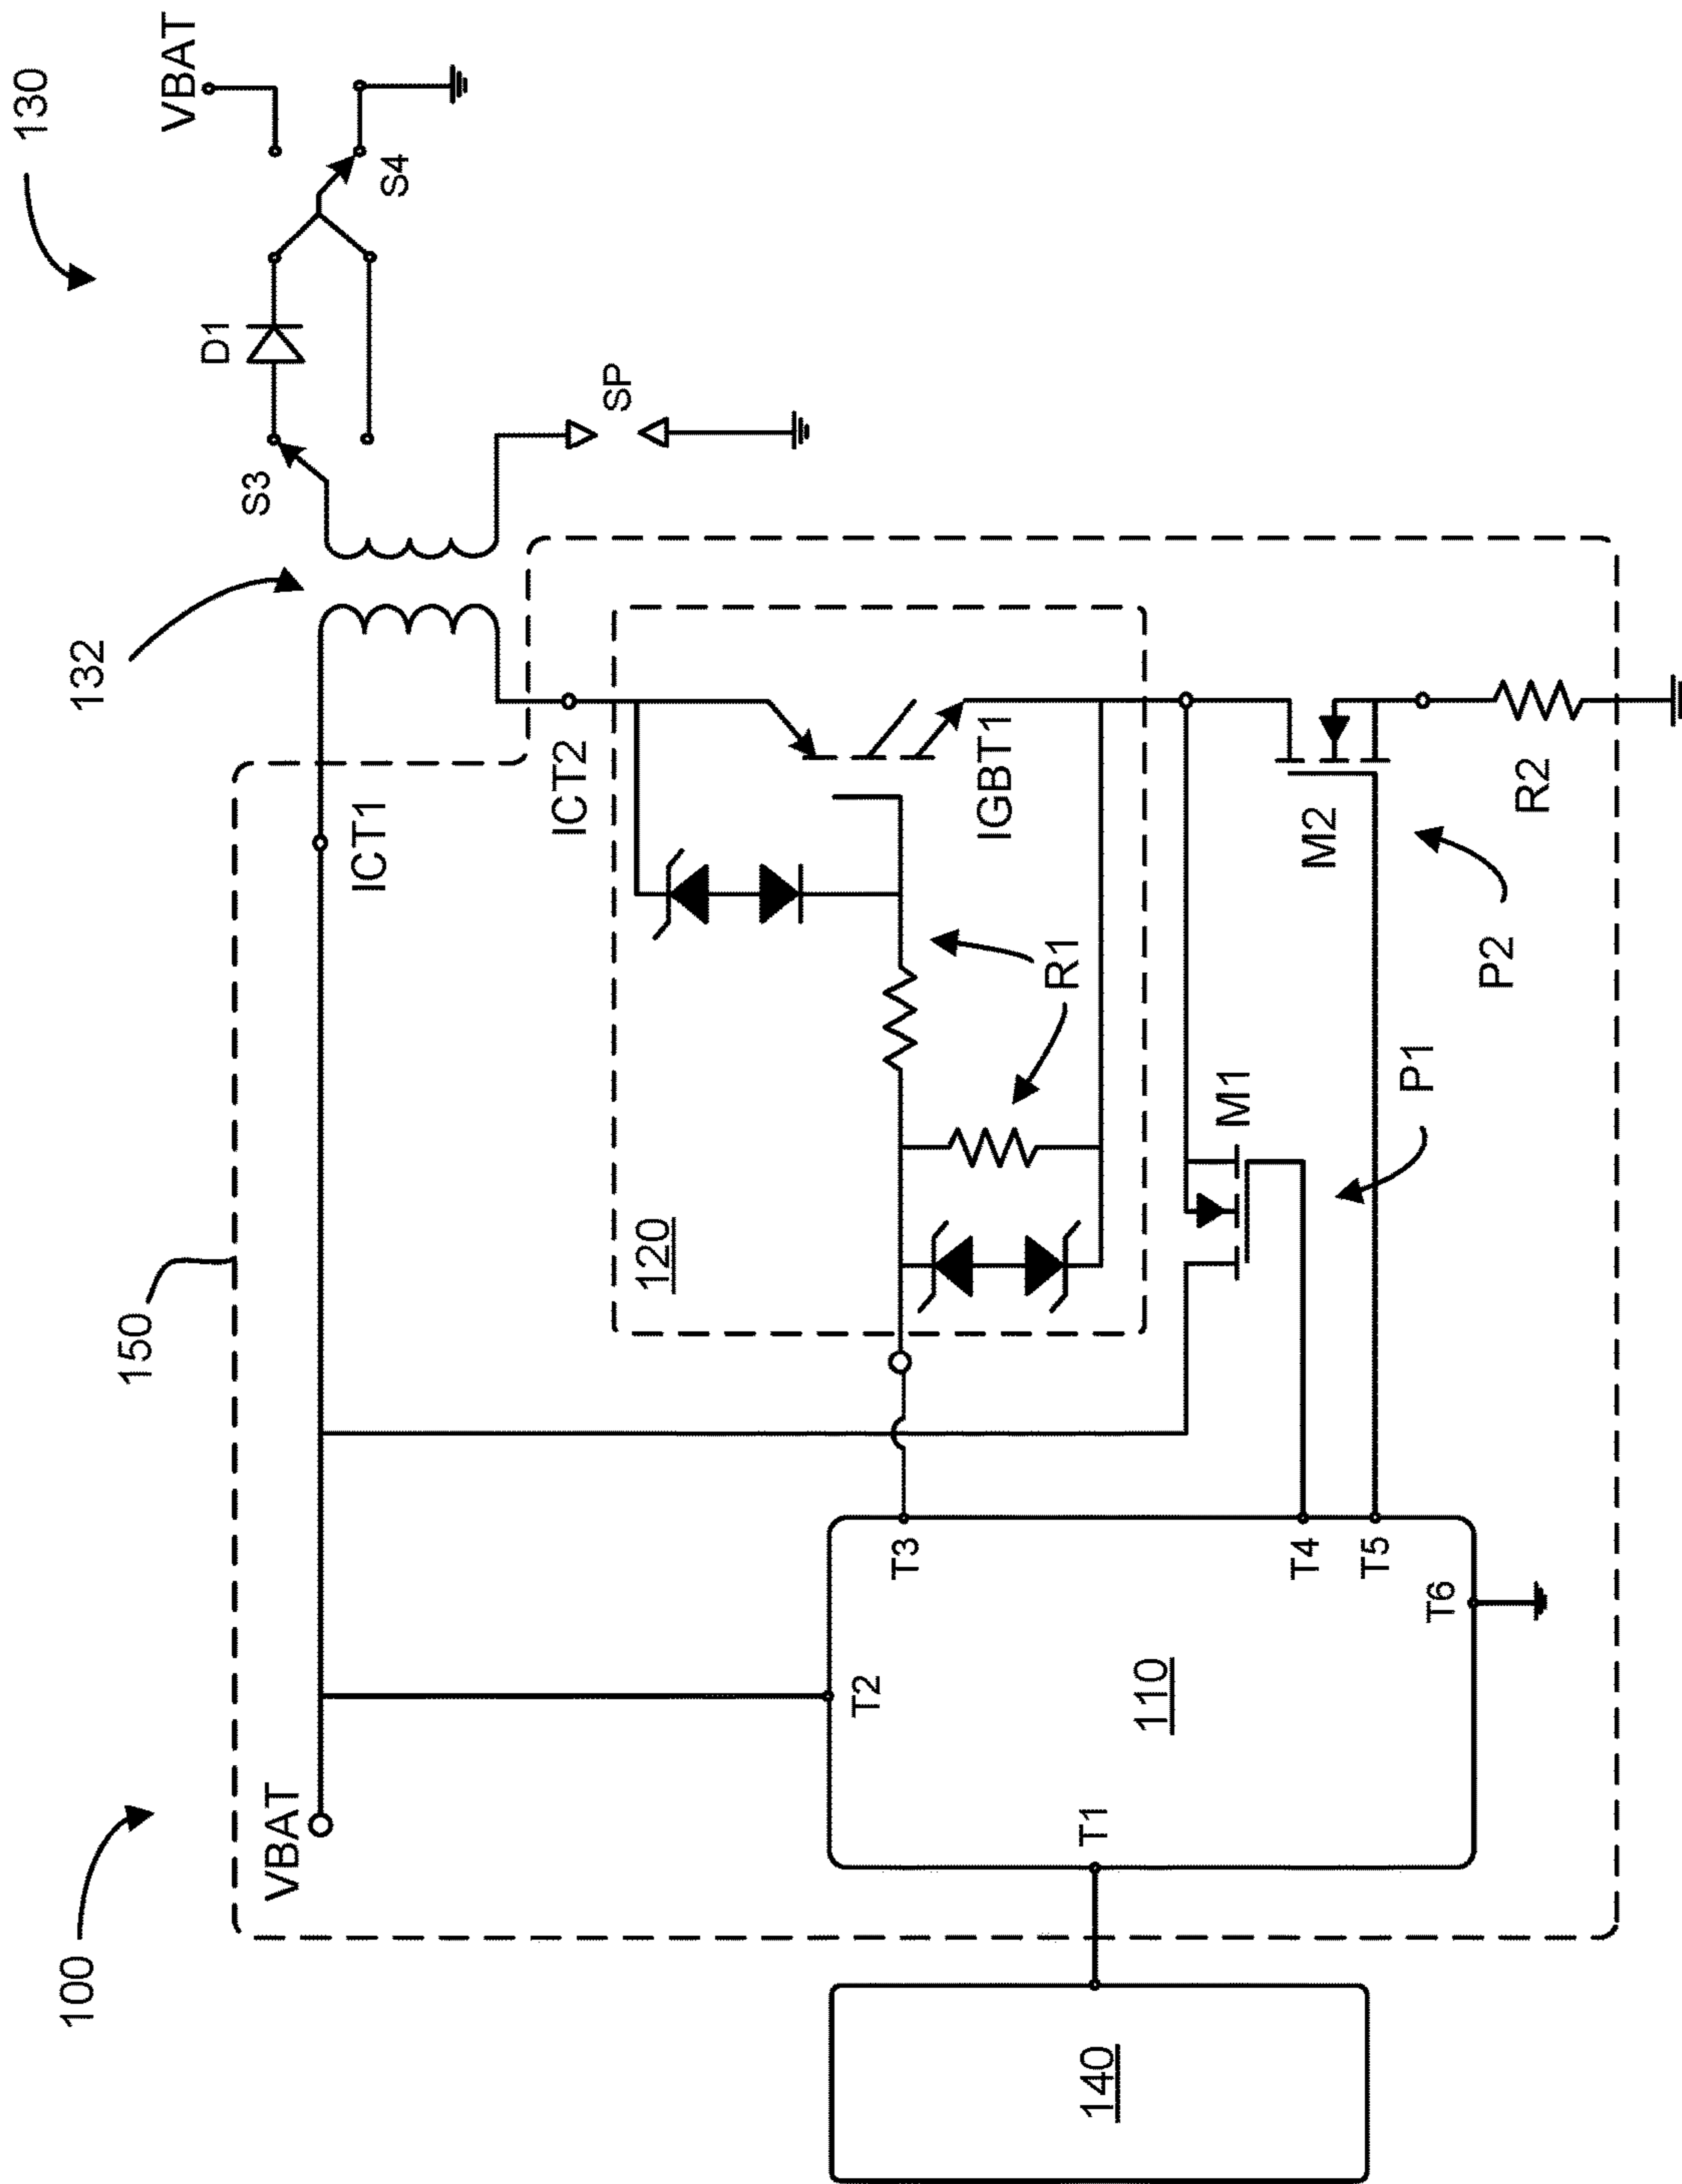 100
150
132
130
VBAT
ICT1
S3
D1
S4
VBAT
SP
ICT2
120
R1
IGBT1
140
T1
T2
110
T3
T4
T5
T6
M1
P1
M2
P2
R2